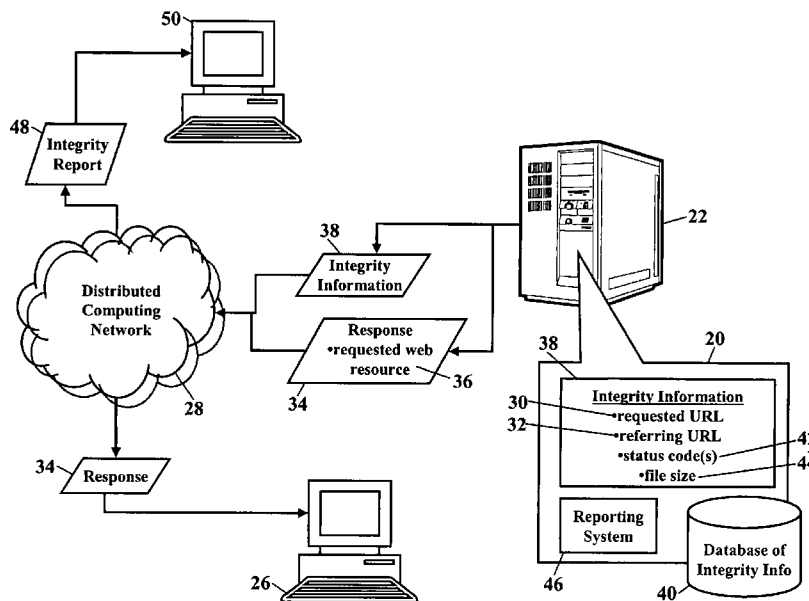 50
48
Integrity
Report
22
38
Integrity
Information
Distributed
Computing
Network
28
Response
•requested web
resource
36
34
20
38
Integrity Information
30
•requested URL
32
•referring URL
•status code(s)
•file size
34
Response
26
Reporting
System
46
Database of
Integrity Info
40